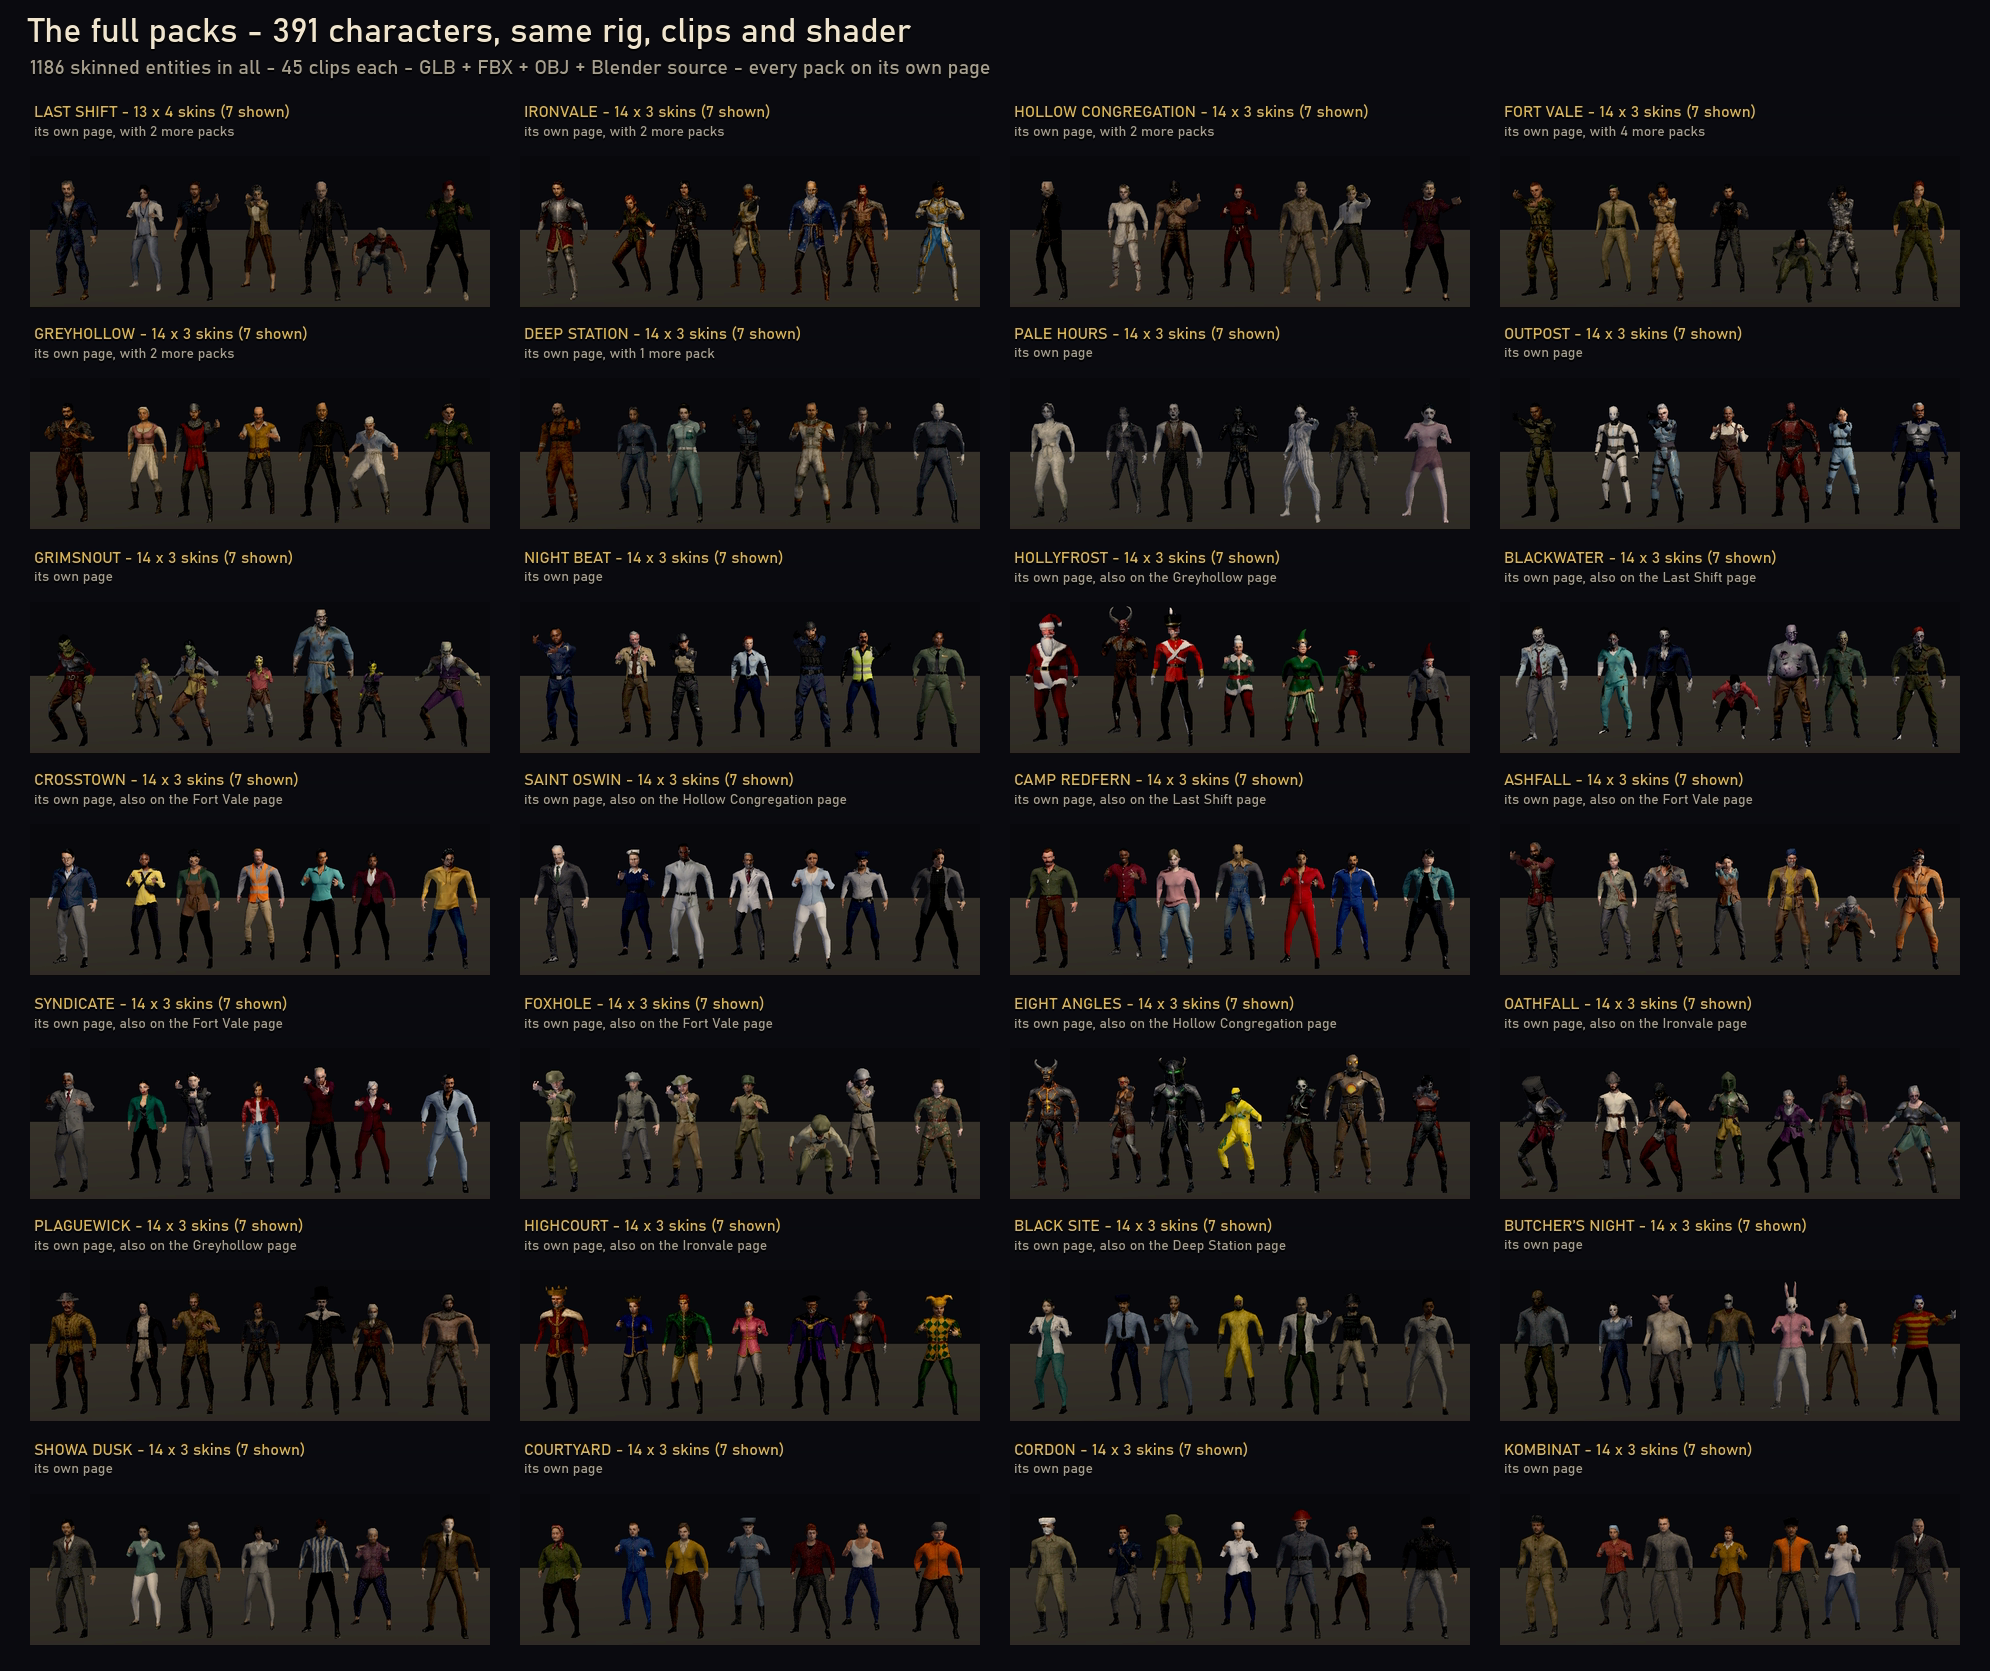 The full packs - 391 characters, same rig, clips and shader
1186 skinned entities in all - 45 clips each - GLB + FBX + OBJ + Blender source - every pack on its own page
LAST SHIFT - 13 x 4 skins (7 shown)
its own page, with 2 more packs
IRONVALE - 14 x 3 skins (7 shown)
its own page, with 2 more packs
HOLLOW CONGREGATION - 14 x 3 skins (7 shown)
its own page, with 2 more packs
FORT VALE - 14 x 3 skins (7 shown)
its own page, with 4 more packs
GREYHOLLOW - 14 x 3 skins (7 shown)
its own page, with 2 more packs
DEEP STATION - 14 x 3 skins (7 shown)
its own page, with 1 more pack
PALE HOURS - 14 x 3 skins (7 shown)
its own page
OUTPOST - 14 x 3 skins (7 shown)
its own page
GRIMSNOUT - 14 x 3 skins (7 shown)
its own page
NIGHT BEAT - 14 x 3 skins (7 shown)
its own page
HOLLYFROST - 14 x 3 skins (7 shown)
its own page, also on the Greyhollow page
BLACKWATER - 14 x 3 skins (7 shown)
its own page, also on the Last Shift page
CROSSTOWN - 14 x 3 skins (7 shown)
its own page, also on the Fort Vale page
SAINT OSWIN - 14 x 3 skins (7 shown)
its own page, also on the Hollow Congregation page
CAMP REDFERN - 14 x 3 skins (7 shown)
its own page, also on the Last Shift page
ASHFALL - 14 x 3 skins (7 shown)
its own page, also on the Fort Vale page
SYNDICATE - 14 x 3 skins (7 shown)
its own page, also on the Fort Vale page
FOXHOLE - 14 x 3 skins (7 shown)
its own page, also on the Fort Vale page
EIGHT ANGLES - 14 x 3 skins (7 shown)
its own page, also on the Hollow Congregation page
OATHFALL - 14 x 3 skins (7 shown)
its own page, also on the Ironvale page
PLAGUEWICK - 14 x 3 skins (7 shown)
its own page, also on the Greyhollow page
HIGHCOURT - 14 x 3 skins (7 shown)
its own page, also on the Ironvale page
BLACK SITE - 14 x 3 skins (7 shown)
its own page, also on the Deep Station page
BUTCHER'S NIGHT - 14 x 3 skins (7 shown)
its own page
SHOWA DUSK - 14 x 3 skins (7 shown)
its own page
COURTYARD - 14 x 3 skins (7 shown)
its own page
CORDON - 14 x 3 skins (7 shown)
its own page
KOMBINAT - 14 x 3 skins (7 shown)
its own page